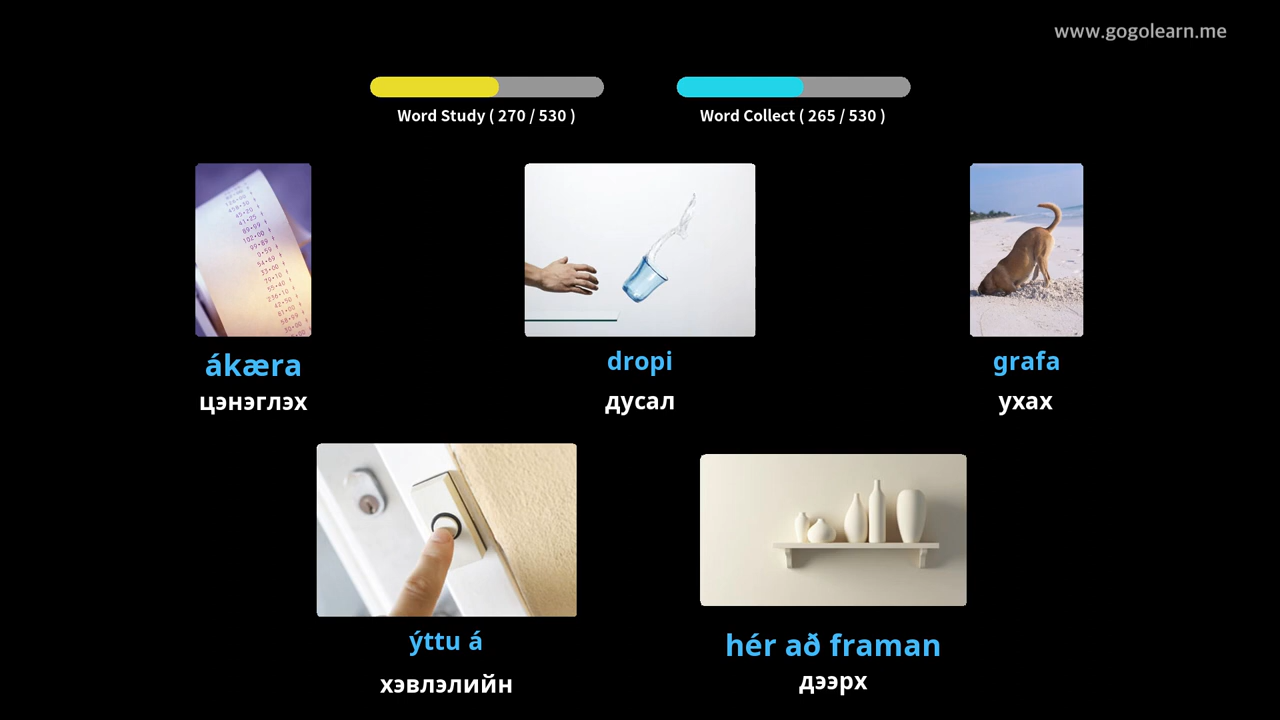 www.gogolearn.me
Word Study ( 270 / 530 )
Word Collect ( 265 / 530 )
ákæra
цэнэглэх
dropi
дусал
grafa
ухах
ýttu á
хэвлэлийн
hér að framan
дээрх